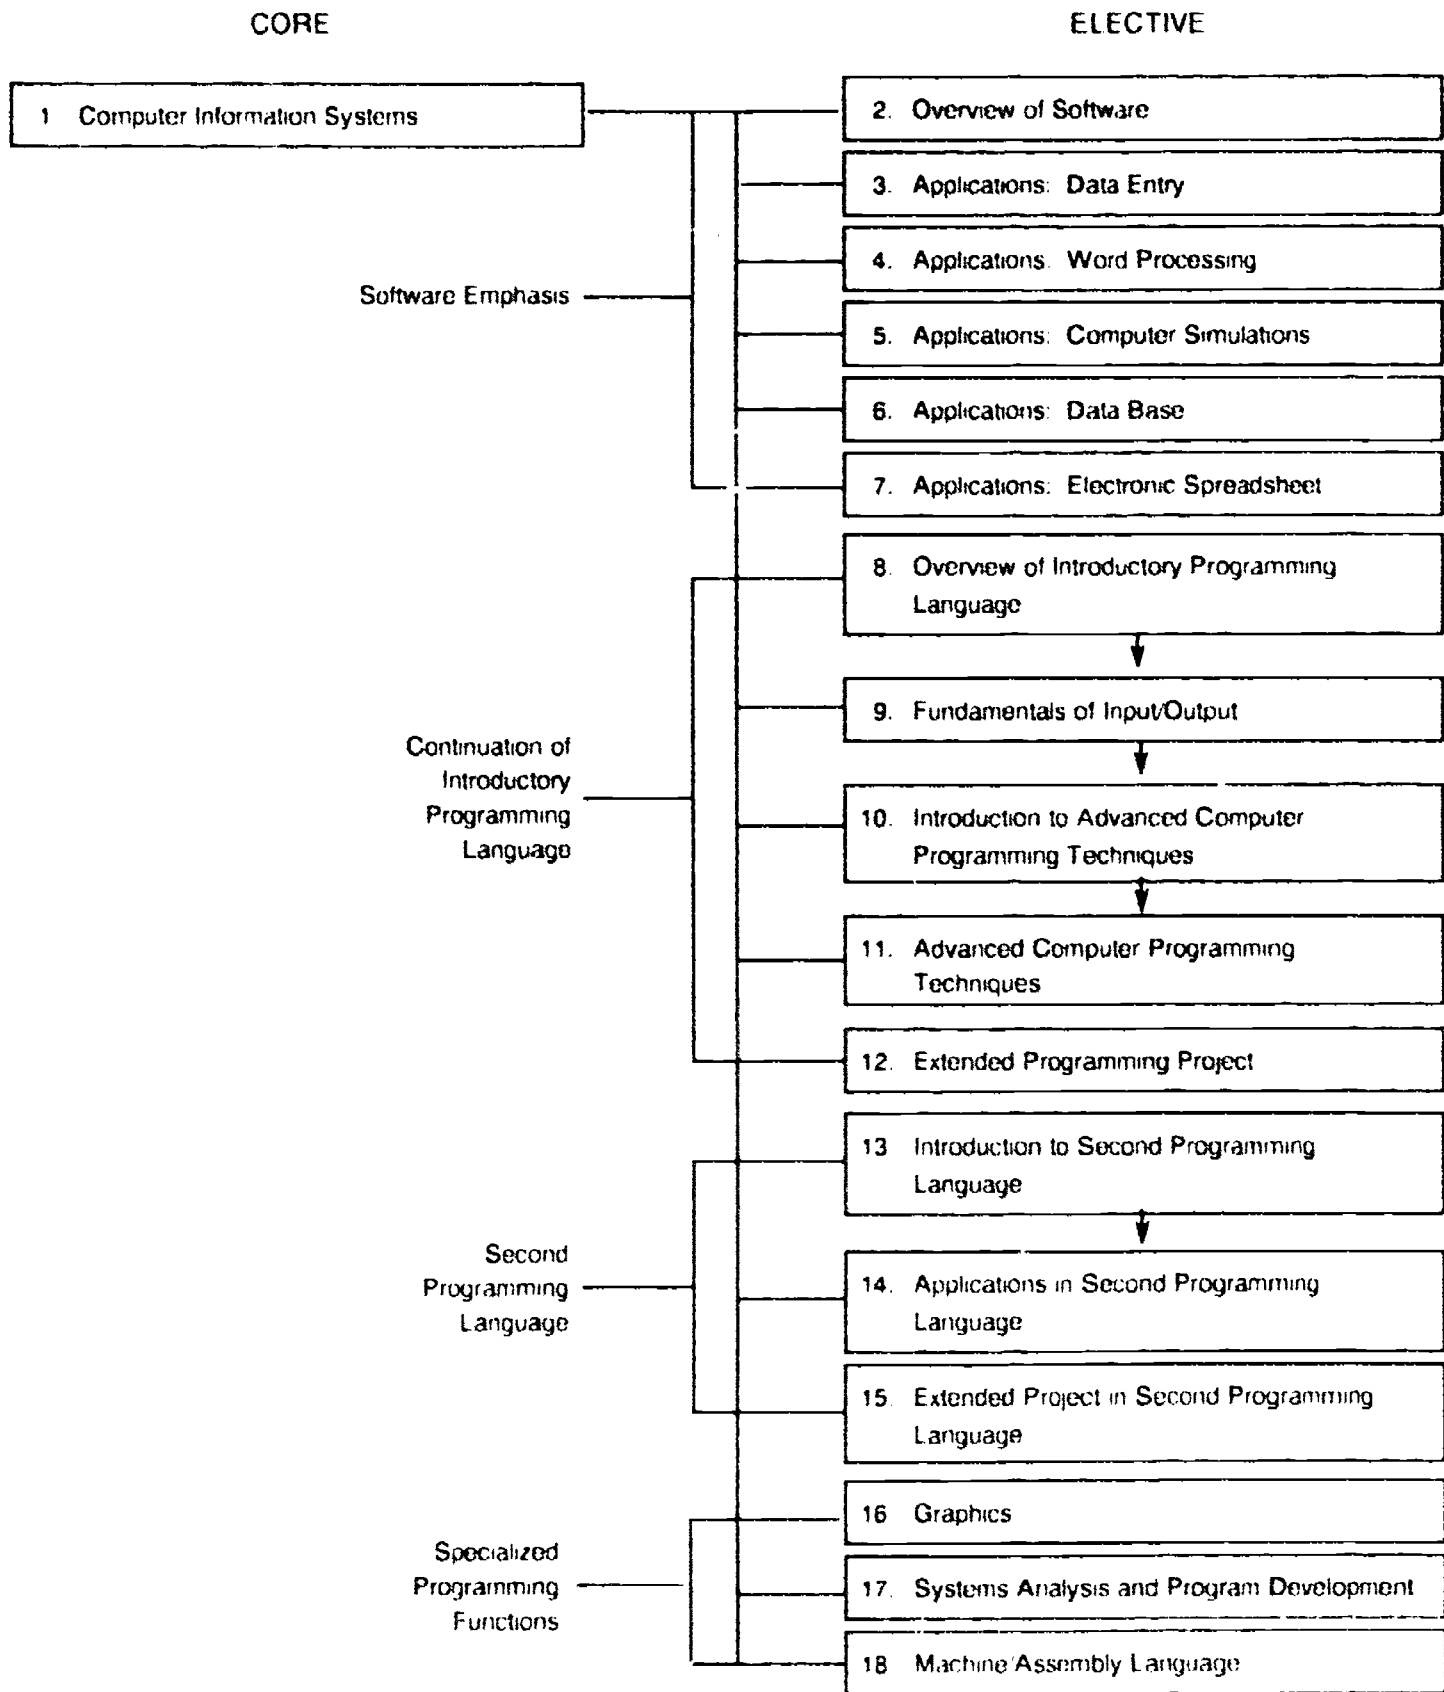 CORE
ELECTIVE
1 Computer Information Systems
2. Overview of Software
3. Applications: Data Entry
4. Applications. Word Processing
Software Emphasis
5. Applications: Computer Simulations
6. Applications: Data Base
7. Applications: Electronic Spreadsheet
8. Overview of Introductory Programming
Language
9. Fundamentals of Input/Output
Continuation of
Introductory
Programming
Language
10. Introduction to Advanced Computer
Programming Techniques
11. Advanced Computer Programming
Techniques
12. Extended Programming Project
13 Introduction to Second Programming
Language
Second
Programming
Language
14. Applications in Second Programming
Language
15. Extended Project in Second Programming
Language
16 Graphics
Specialized
Programming
Functions
17. Systems Analysis and Program Development
18 Machine/Assembly Language